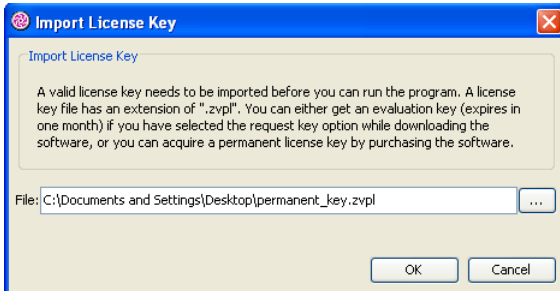 Import License Key
Import License Key
A valid license key needs to be imported before you can run the program. A license
key file has an extension of ".zvpl". You can either get an evaluation key (expires in
one month) if you have selected the request key option while downloading the
software, or you can acquire a permanent license key by purchasing the software.
File: C:\Documents and Settings\Desktop\permanent_key.zvpl ...
OK Cancel